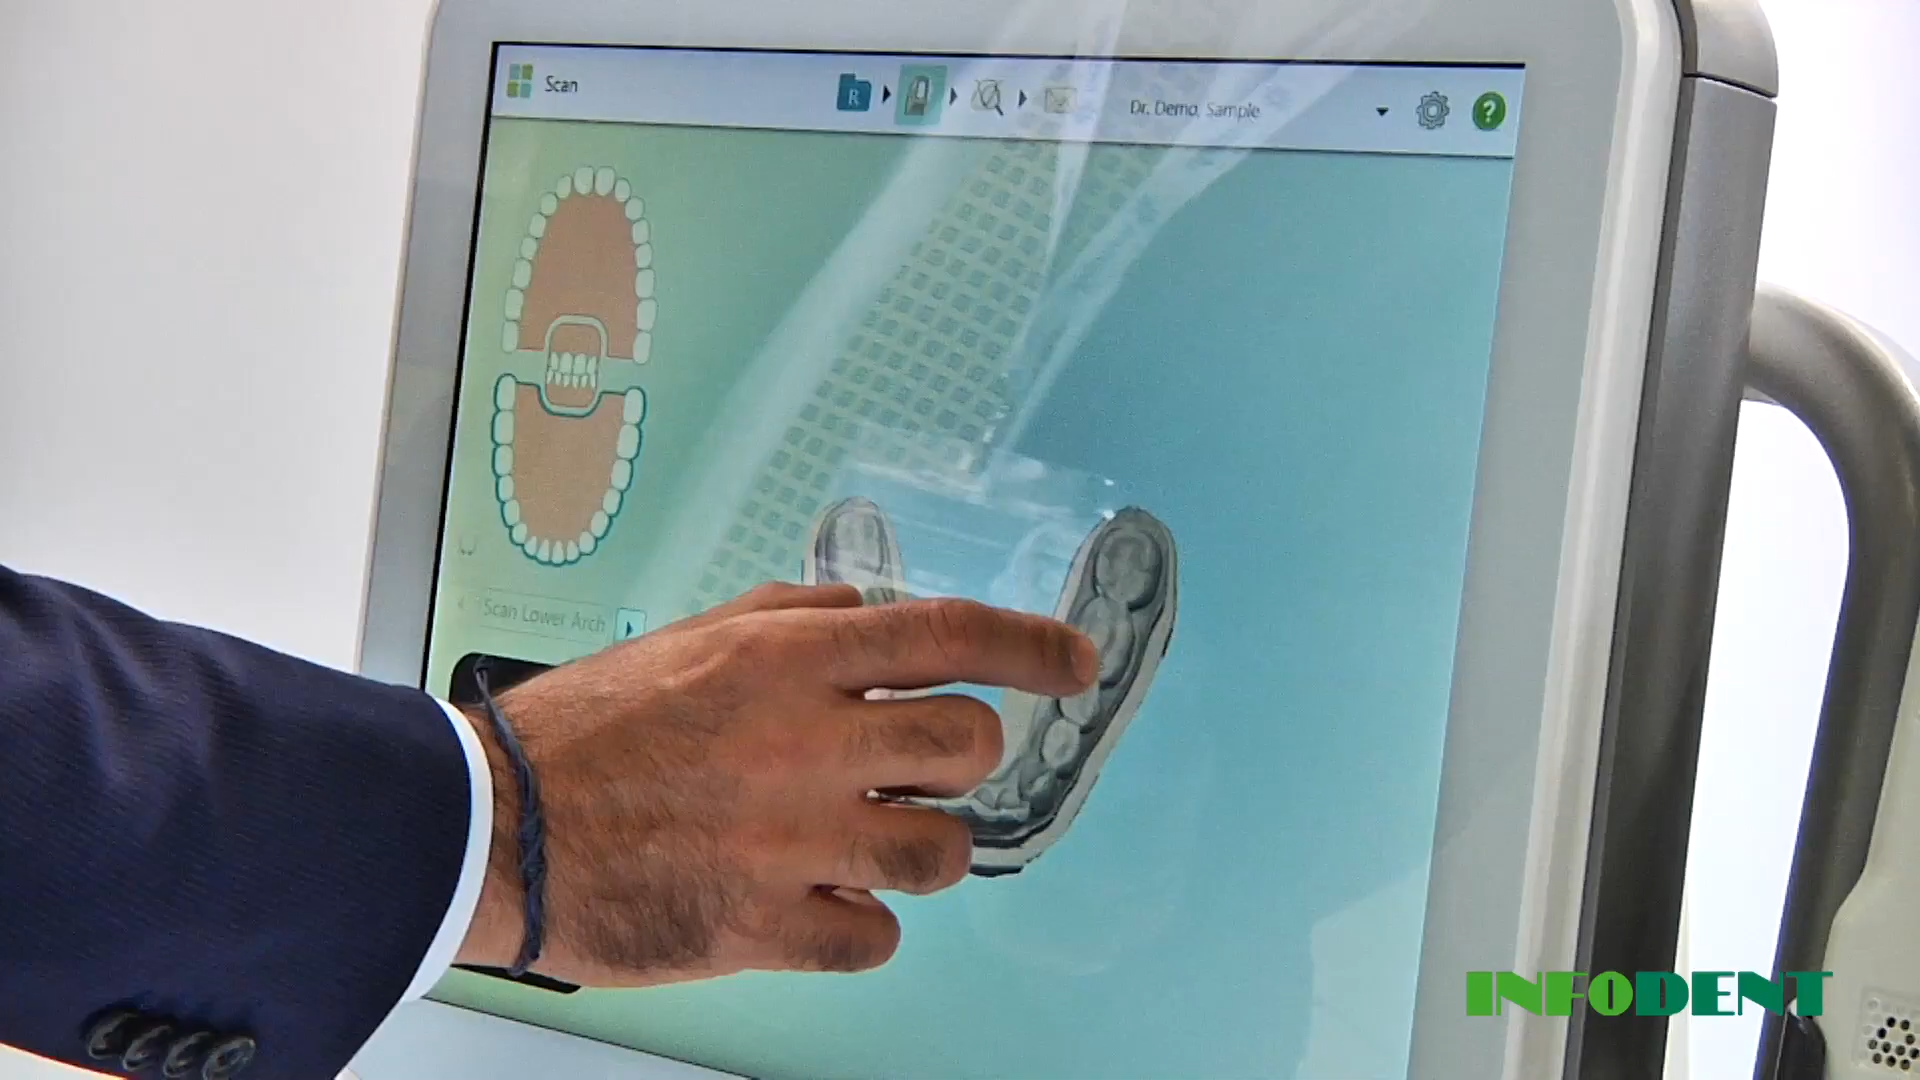 Scan
R
Dr. Demo, Sample
?
Scan Lower Arch
INFODENT